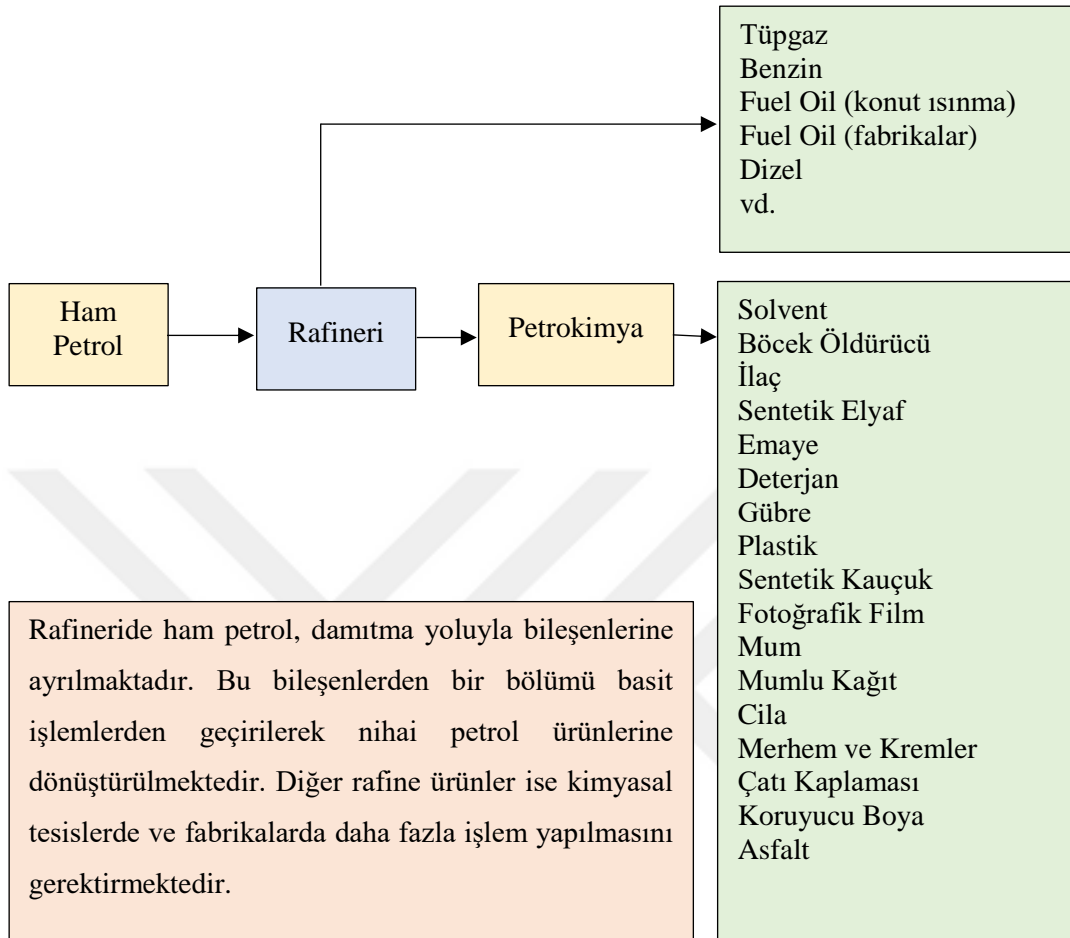 Tüpgaz
Benzin
Fuel Oil (konut ısınma)
Fuel Oil (fabrikalar)
Dizel
vd.
Ham
Petrol
Rafineri
Petrokimya
Solvent
Böcek Öldürücü
İlaç
Sentetik Elyaf
Emaye
Deterjan
Gübre
Plastik
Sentetik Kauçuk
Fotoğrafik Film
Mum
Mumlu Kağıt
Cila
Merhem ve Kremler
Çatı Kaplaması
Koruyucu Boya
Asfalt
Rafineride ham petrol, damıtma yoluyla bileşenlerine
ayrılmaktadır. Bu bileşenlerden bir bölümü basit
işlemlerden geçirilerek nihai petrol ürünlerine
dönüştürülmektedir. Diğer rafine ürünler ise kimyasal
tesislerde ve fabrikalarda daha fazla işlem yapılmasını
gerektirmektedir.